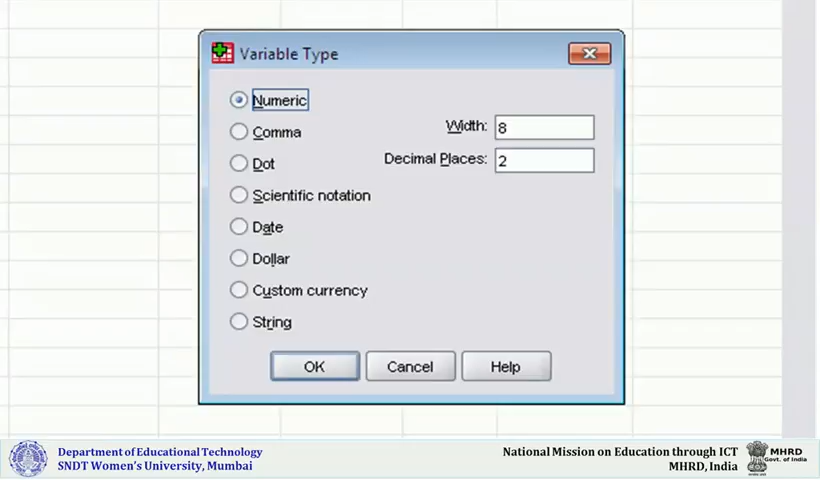 Variable Type
Numeric
Comma
Dot
Scientific notation
Date
Dollar
Custom currency
String
Width: 8
Decimal Places: 2
OK Cancel Help
Department of Educational Technology
SNDT Women's University, Mumbai
National Mission on Education through ICT
MHRD, India
MHRD
Govt. of India